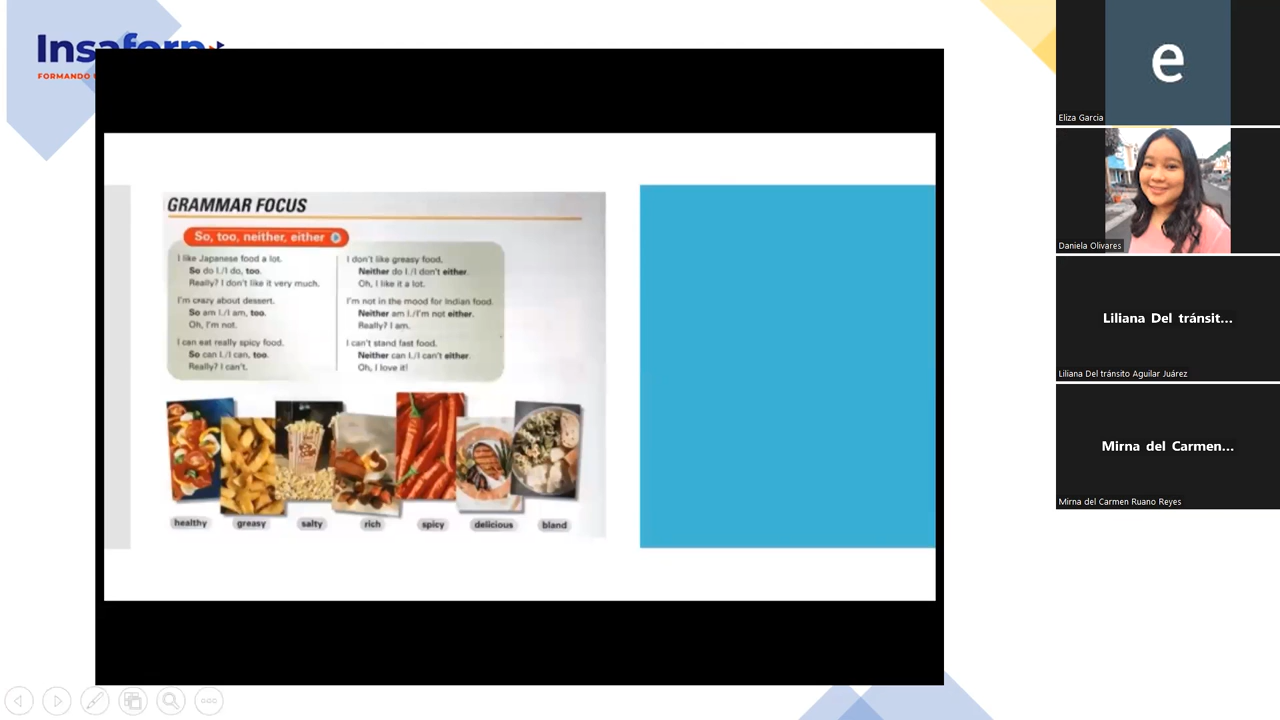 Insaforp
FORMANDO
GRAMMAR FOCUS
So, too, neither, either
I like Japanese food a lot.
So do I./I do, too.
Really? I don't like it very much.
I'm crazy about dessert.
So am I./I am, too.
Oh, I'm not.
I can eat really spicy food.
So can I./I can, too.
Really? I can't.
I don't like greasy food.
Neither do I./I don't either.
Oh, I like it a lot.
I'm not in the mood for Indian food.
Neither am I./I'm not either.
Really? I am.
I can't stand fast food.
Neither can I./I can't either.
Oh, I love it!
healthy
greasy
salty
rich
spicy
delicious
bland
e
Eliza Garcia
Daniela Olivares
Liliana Del tránsit...
Liliana Del tránsito Aguilar Juárez
Mirna del Carmen...
Mirna del Carmen Ruano Reyes